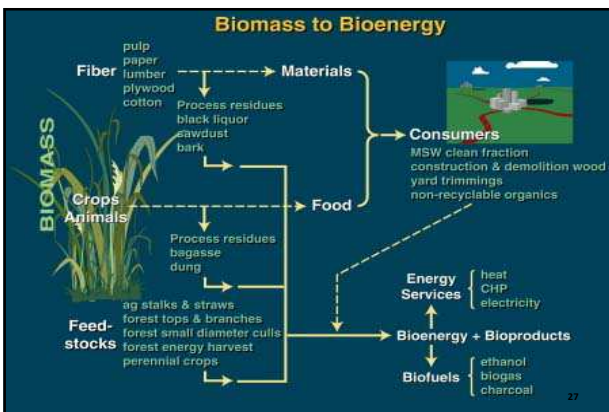 Biomass to Bioenergy
BIOMASS
Fiber
pulp
paper
lumber
plywood
cotton
Materials
Process residues
black liquor
sawdust
bark
Consumers
MSW clean fraction
construction & demolition wood
yard trimmings
non-recyclable organics
Crops
Animals
Food
Process residues
bagasse
dung
Feed-
stocks
ag stalks & straws
forest tops & branches
forest small diameter culls
forest energy harvest
perennial crops
Energy
Services
heat
CHP
electricity
Bioenergy + Bioproducts
Biofuels
ethanol
biogas
charcoal
27